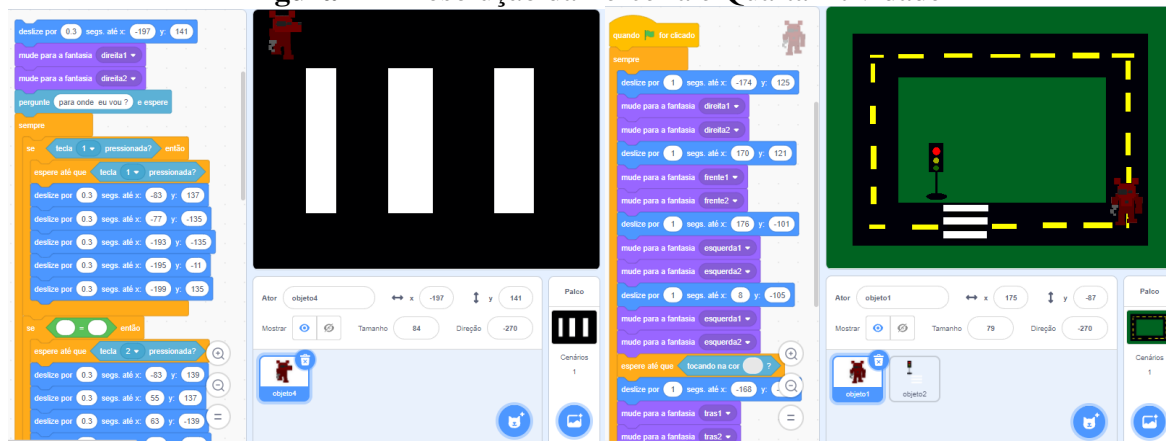 deslize por 0.3 segs. até x: -197 y: 141
mude para a fantasia direita1
mude para a fantasia direita2
pergunte para onde eu vou ? e espere
sempre
se tecla 1 pressionada? então
espere até que tecla 1 pressionada?
deslize por 0.3 segs. até x: -83 y: 137
deslize por 0.3 segs. até x: -77 y: -135
deslize por 0.3 segs. até x: -193 y: -135
deslize por 0.3 segs. até x: -195 y: -11
deslize por 0.3 segs. até x: -199 y: 135
se = então
espere até que tecla 2 pressionada?
deslize por 0.3 segs. até x: -83 y: 139
deslize por 0.3 segs. até x: 55 y: 137
deslize por 0.3 segs. até x: 63 y: -139
Ator objeto4 x -197 y 141
Mostrar Tamanho 84 Direção -270
objeto4
Palco
Cenários
1
quando for clicado
sempre
deslize por 1 segs. até x: -174 y: 125
mude para a fantasia direita1
mude para a fantasia direita2
deslize por 1 segs. até x: 170 y: 121
mude para a fantasia frente1
mude para a fantasia frente2
deslize por 1 segs. até x: 176 y: -101
mude para a fantasia esquerda1
mude para a fantasia esquerda2
deslize por 1 segs. até x: 8 y: -105
mude para a fantasia esquerda1
mude para a fantasia esquerda2
espere até que tocando na cor ?
deslize por 1 segs. até x: -168 y:
mude para a fantasia tras1
mude para a fantasia tras2
Ator objeto1 x 175 y -87
Mostrar Tamanho 79 Direção -270
objeto1
objeto2
Palco
Cenários
1